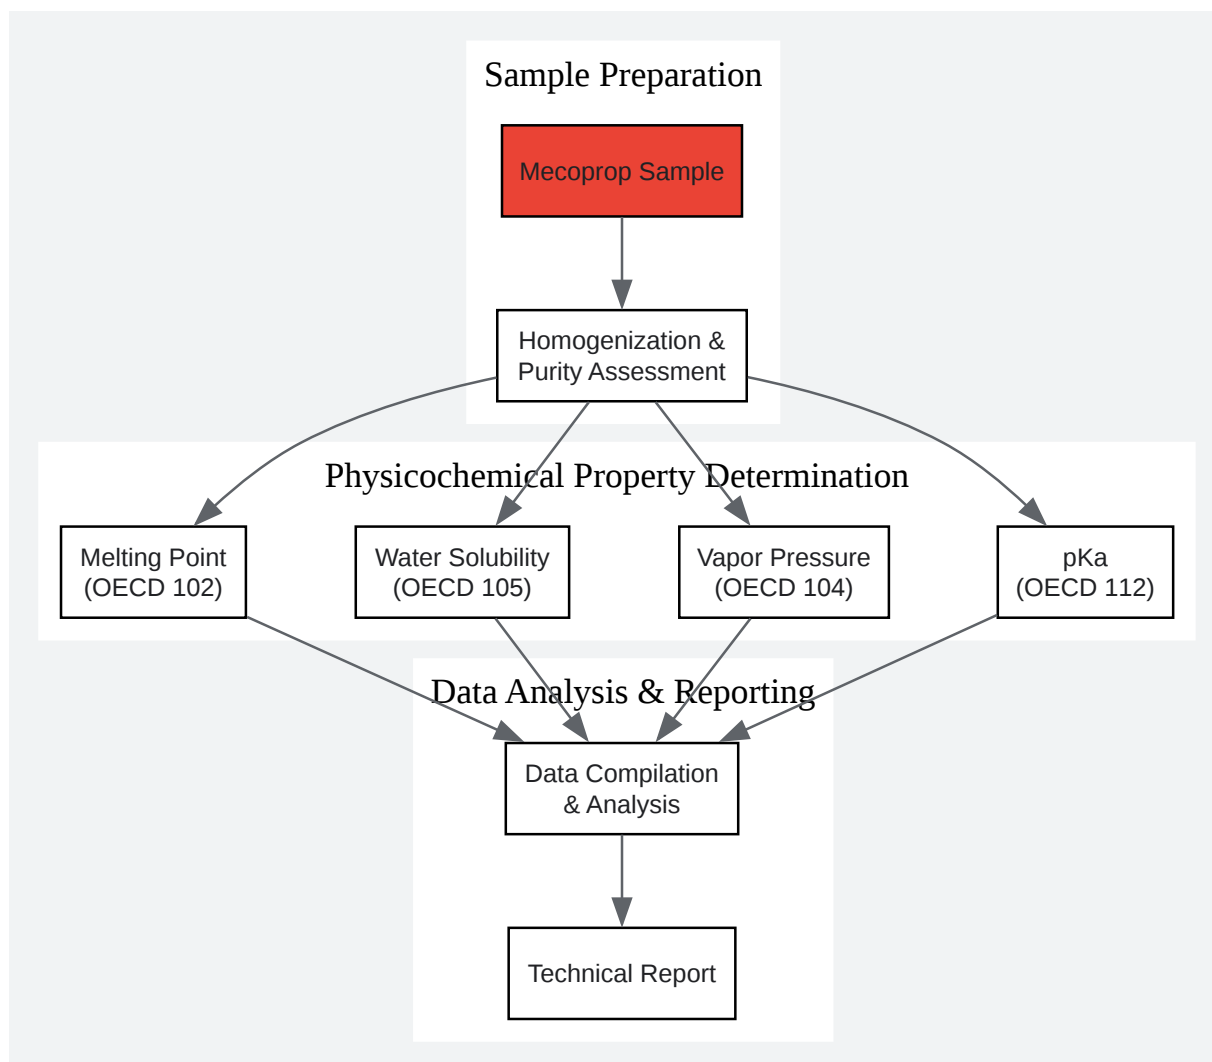 Sample Preparation
Mecoprop Sample
Homogenization &
Purity Assessment
Physicochemical Property Determination
Melting Point
(OECD 102)
Water Solubility
(OECD 105)
Vapor Pressure
(OECD 104)
pKa
(OECD 112)
Data Analysis & Reporting
Data Compilation
& Analysis
Technical Report